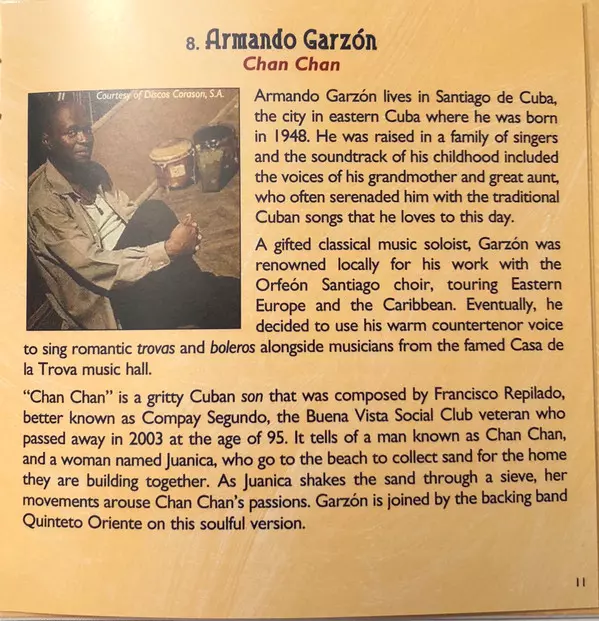 8. Armando Garzón
Chan Chan
Courtesy of Discos Corason, S.A.
Armando Garzón lives in Santiago de Cuba,
the city in eastern Cuba where he was born
in 1948. He was raised in a family of singers
and the soundtrack of his childhood included
the voices of his grandmother and great aunt,
who often serenaded him with the traditional
Cuban songs that he loves to this day.
A gifted classical music soloist, Garzón was
renowned locally for his work with the
Orfeón Santiago choir, touring Eastern
Europe and the Caribbean. Eventually, he
decided to use his warm countertenor voice
to sing romantic trovas and boleros alongside musicians from the famed Casa de
la Trova music hall.
“Chan Chan” is a gritty Cuban son that was composed by Francisco Repilado,
better known as Compay Segundo, the Buena Vista Social Club veteran who
passed away in 2003 at the age of 95. It tells of a man known as Chan Chan,
and a woman named Juanica, who go to the beach to collect sand for the home
they are building together. As Juanica shakes the sand through a sieve, her
movements arouse Chan Chan’s passions. Garzón is joined by the backing band
Quinteto Oriente on this soulful version.
11